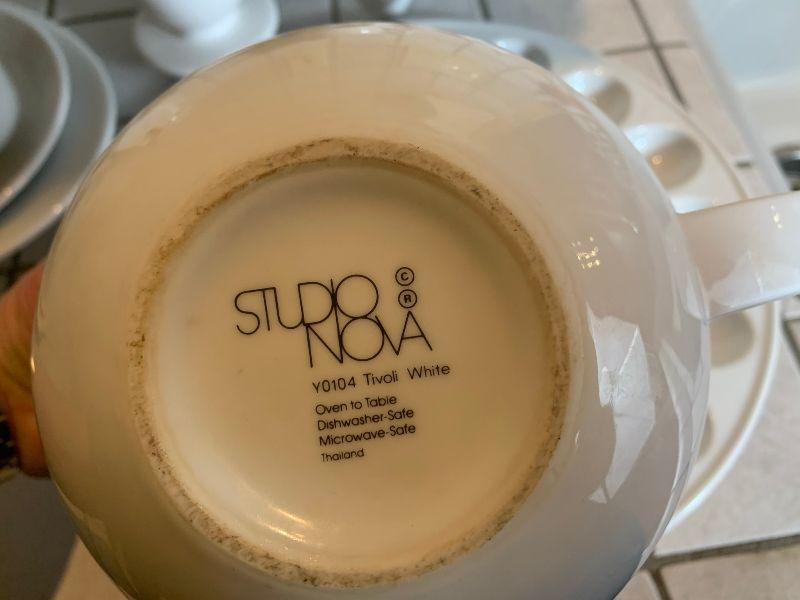 STUDIO ©
NOVA ®
Y0104 Tivoli White
Oven to Table
Dishwasher-Safe
Microwave-Safe
Thailand